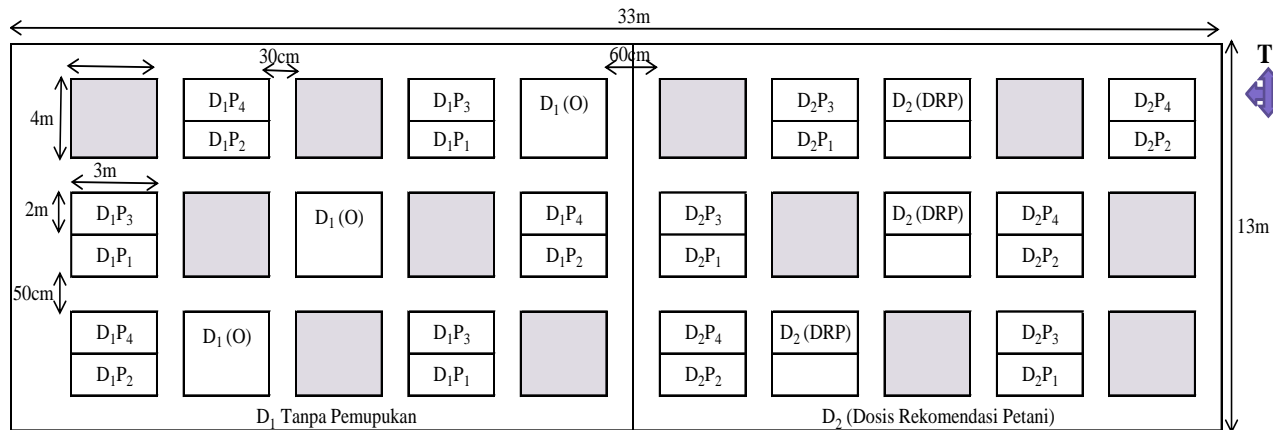 33m
30cm
60cm
T
4m
D₁P₄
D₁P₃
D₁(O)
D₂P₃
D₂(DRP)
D₂P₄
D₁P₂
D₁P₁
D₂P₁
D₂P₂
3m
2m
D₁P₃
D₁(O)
D₁P₄
D₂P₃
D₂(DRP)
D₂P₄
13m
D₁P₁
D₁P₂
D₂P₁
D₂P₂
50cm
D₁P₄
D₁(O)
D₁P₃
D₂P₄
D₂(DRP)
D₂P₃
D₁P₂
D₁P₁
D₂P₂
D₂P₁
D₁ Tanpa Pemupukan
D₂ (Dosis Rekomendasi Petani)